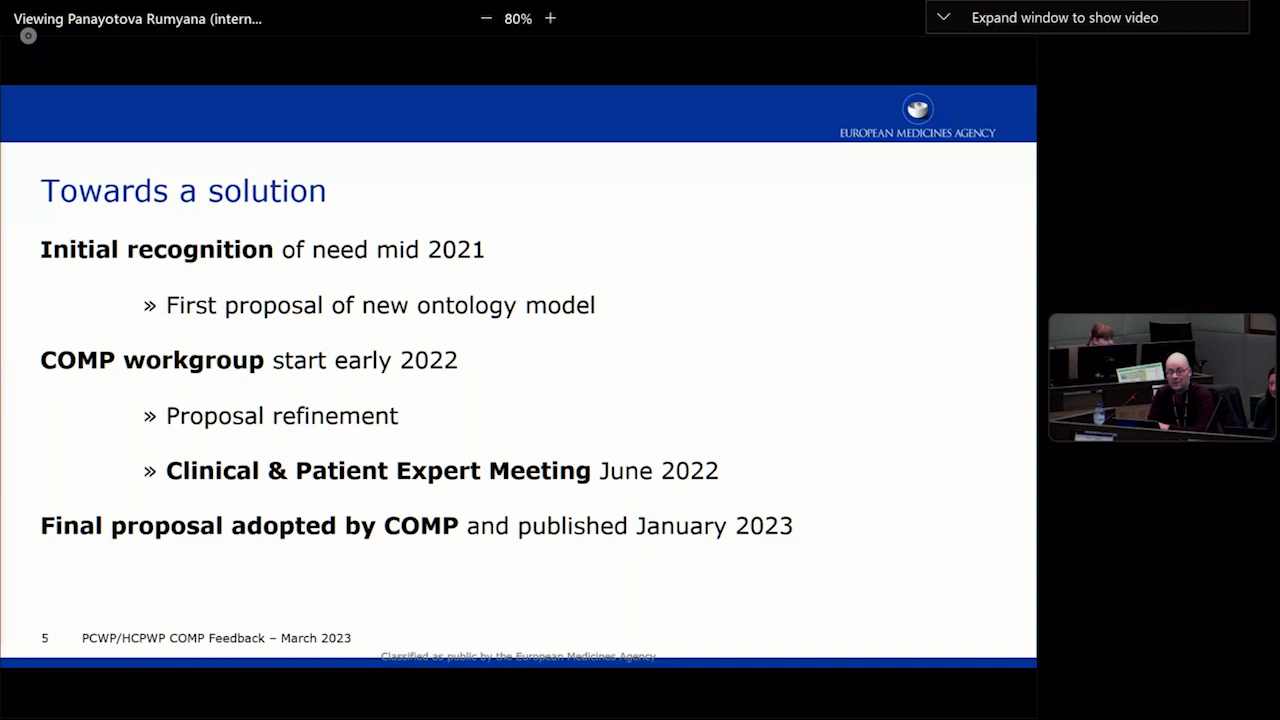 Viewing Panayotova Rumyana (intern...
− 80% +
Expand window to show video
EUROPEAN MEDICINES AGENCY
Towards a solution
Initial recognition of need mid 2021
» First proposal of new ontology model
COMP workgroup start early 2022
» Proposal refinement
» Clinical & Patient Expert Meeting June 2022
Final proposal adopted by COMP and published January 2023
5 PCWP/HCPWP COMP Feedback – March 2023
Classified as public by the European Medicines Agency